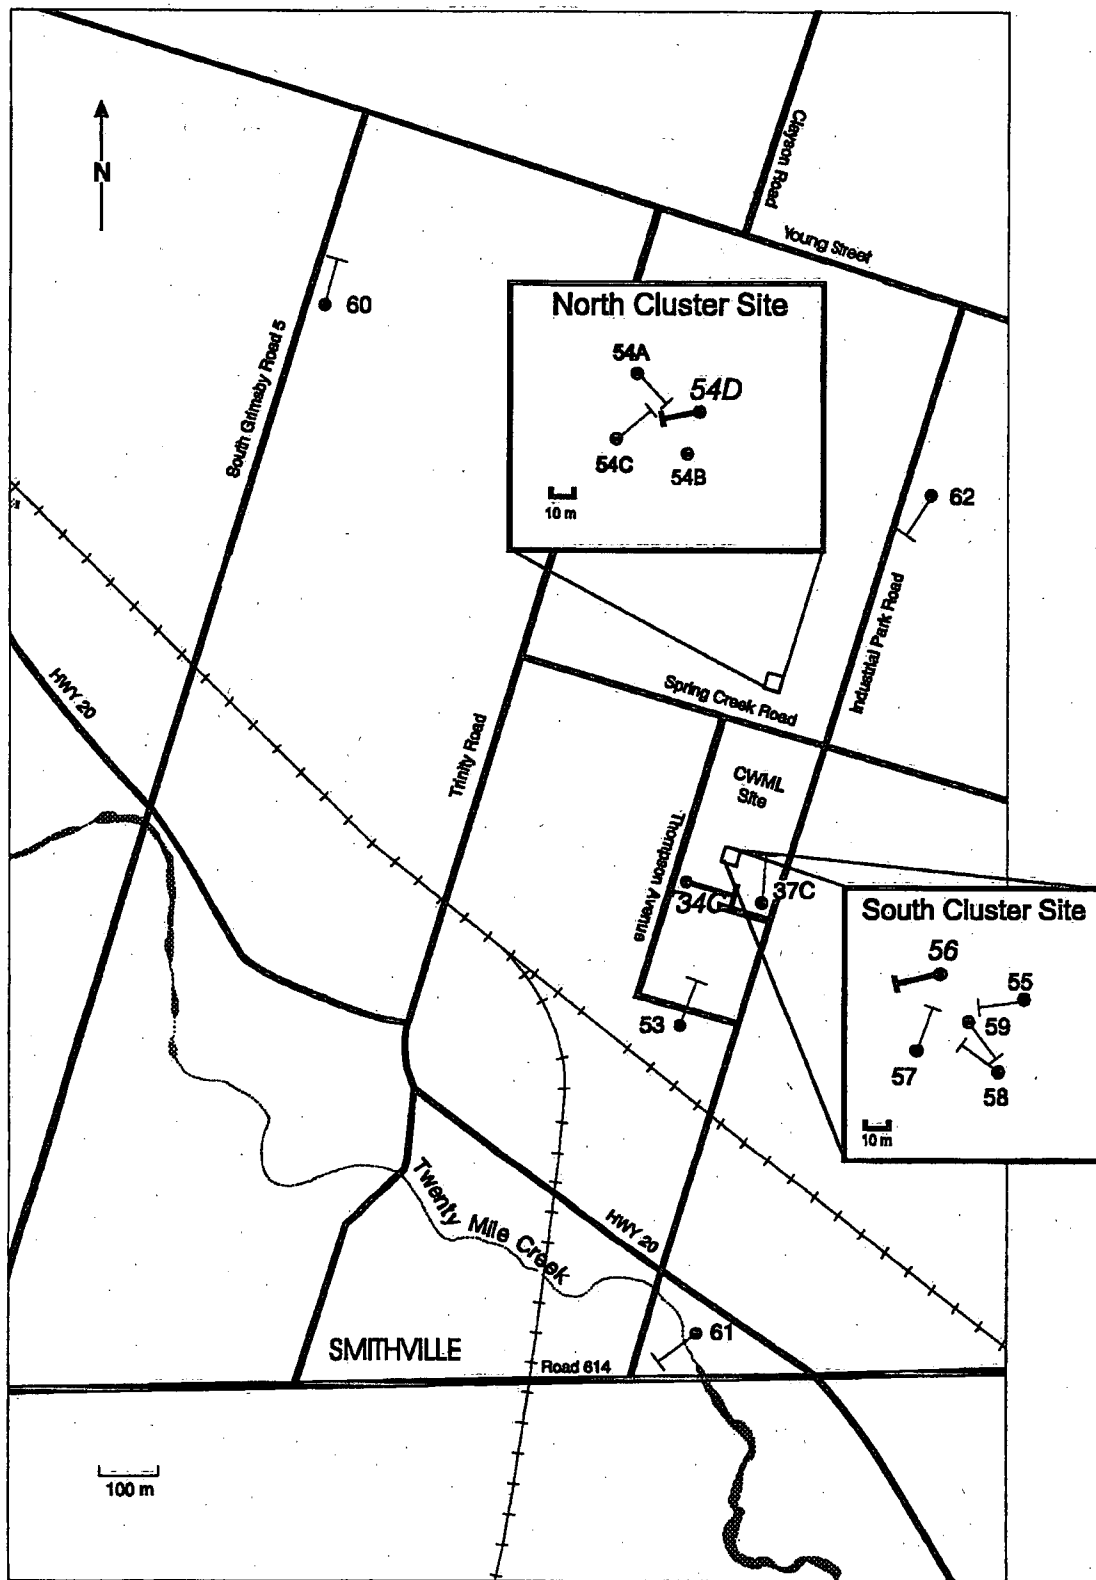 Clayson Road
Young Street
N
60
South Grimsby Road 5
North Cluster Site
54A
54D
54C
54B
10 m
62
Industrial Park Road
HWY 20
Spring Creek Road
Trinity Road
CWML
Site
Thompson Avenue
34C
37C
South Cluster Site
56
55
59
57
58
10 m
53
Twenty Mile Creek
HWY 20
61
SMITHVILLE
Road 614
100 m